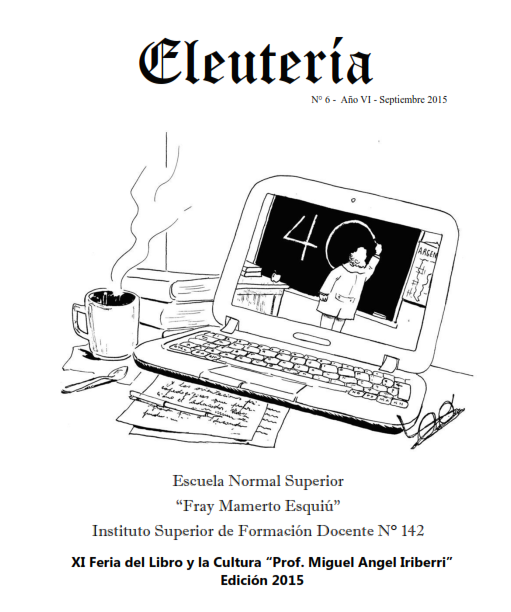 Eleutería
N° 6 - Año VI - Septiembre 2015
40
ARGEN
Escuela Normal Superior
“Fray Mamerto Esquiú”
Instituto Superior de Formación Docente N° 142
XI Feria del Libro y la Cultura “Prof. Miguel Angel Iriberri”
Edición 2015